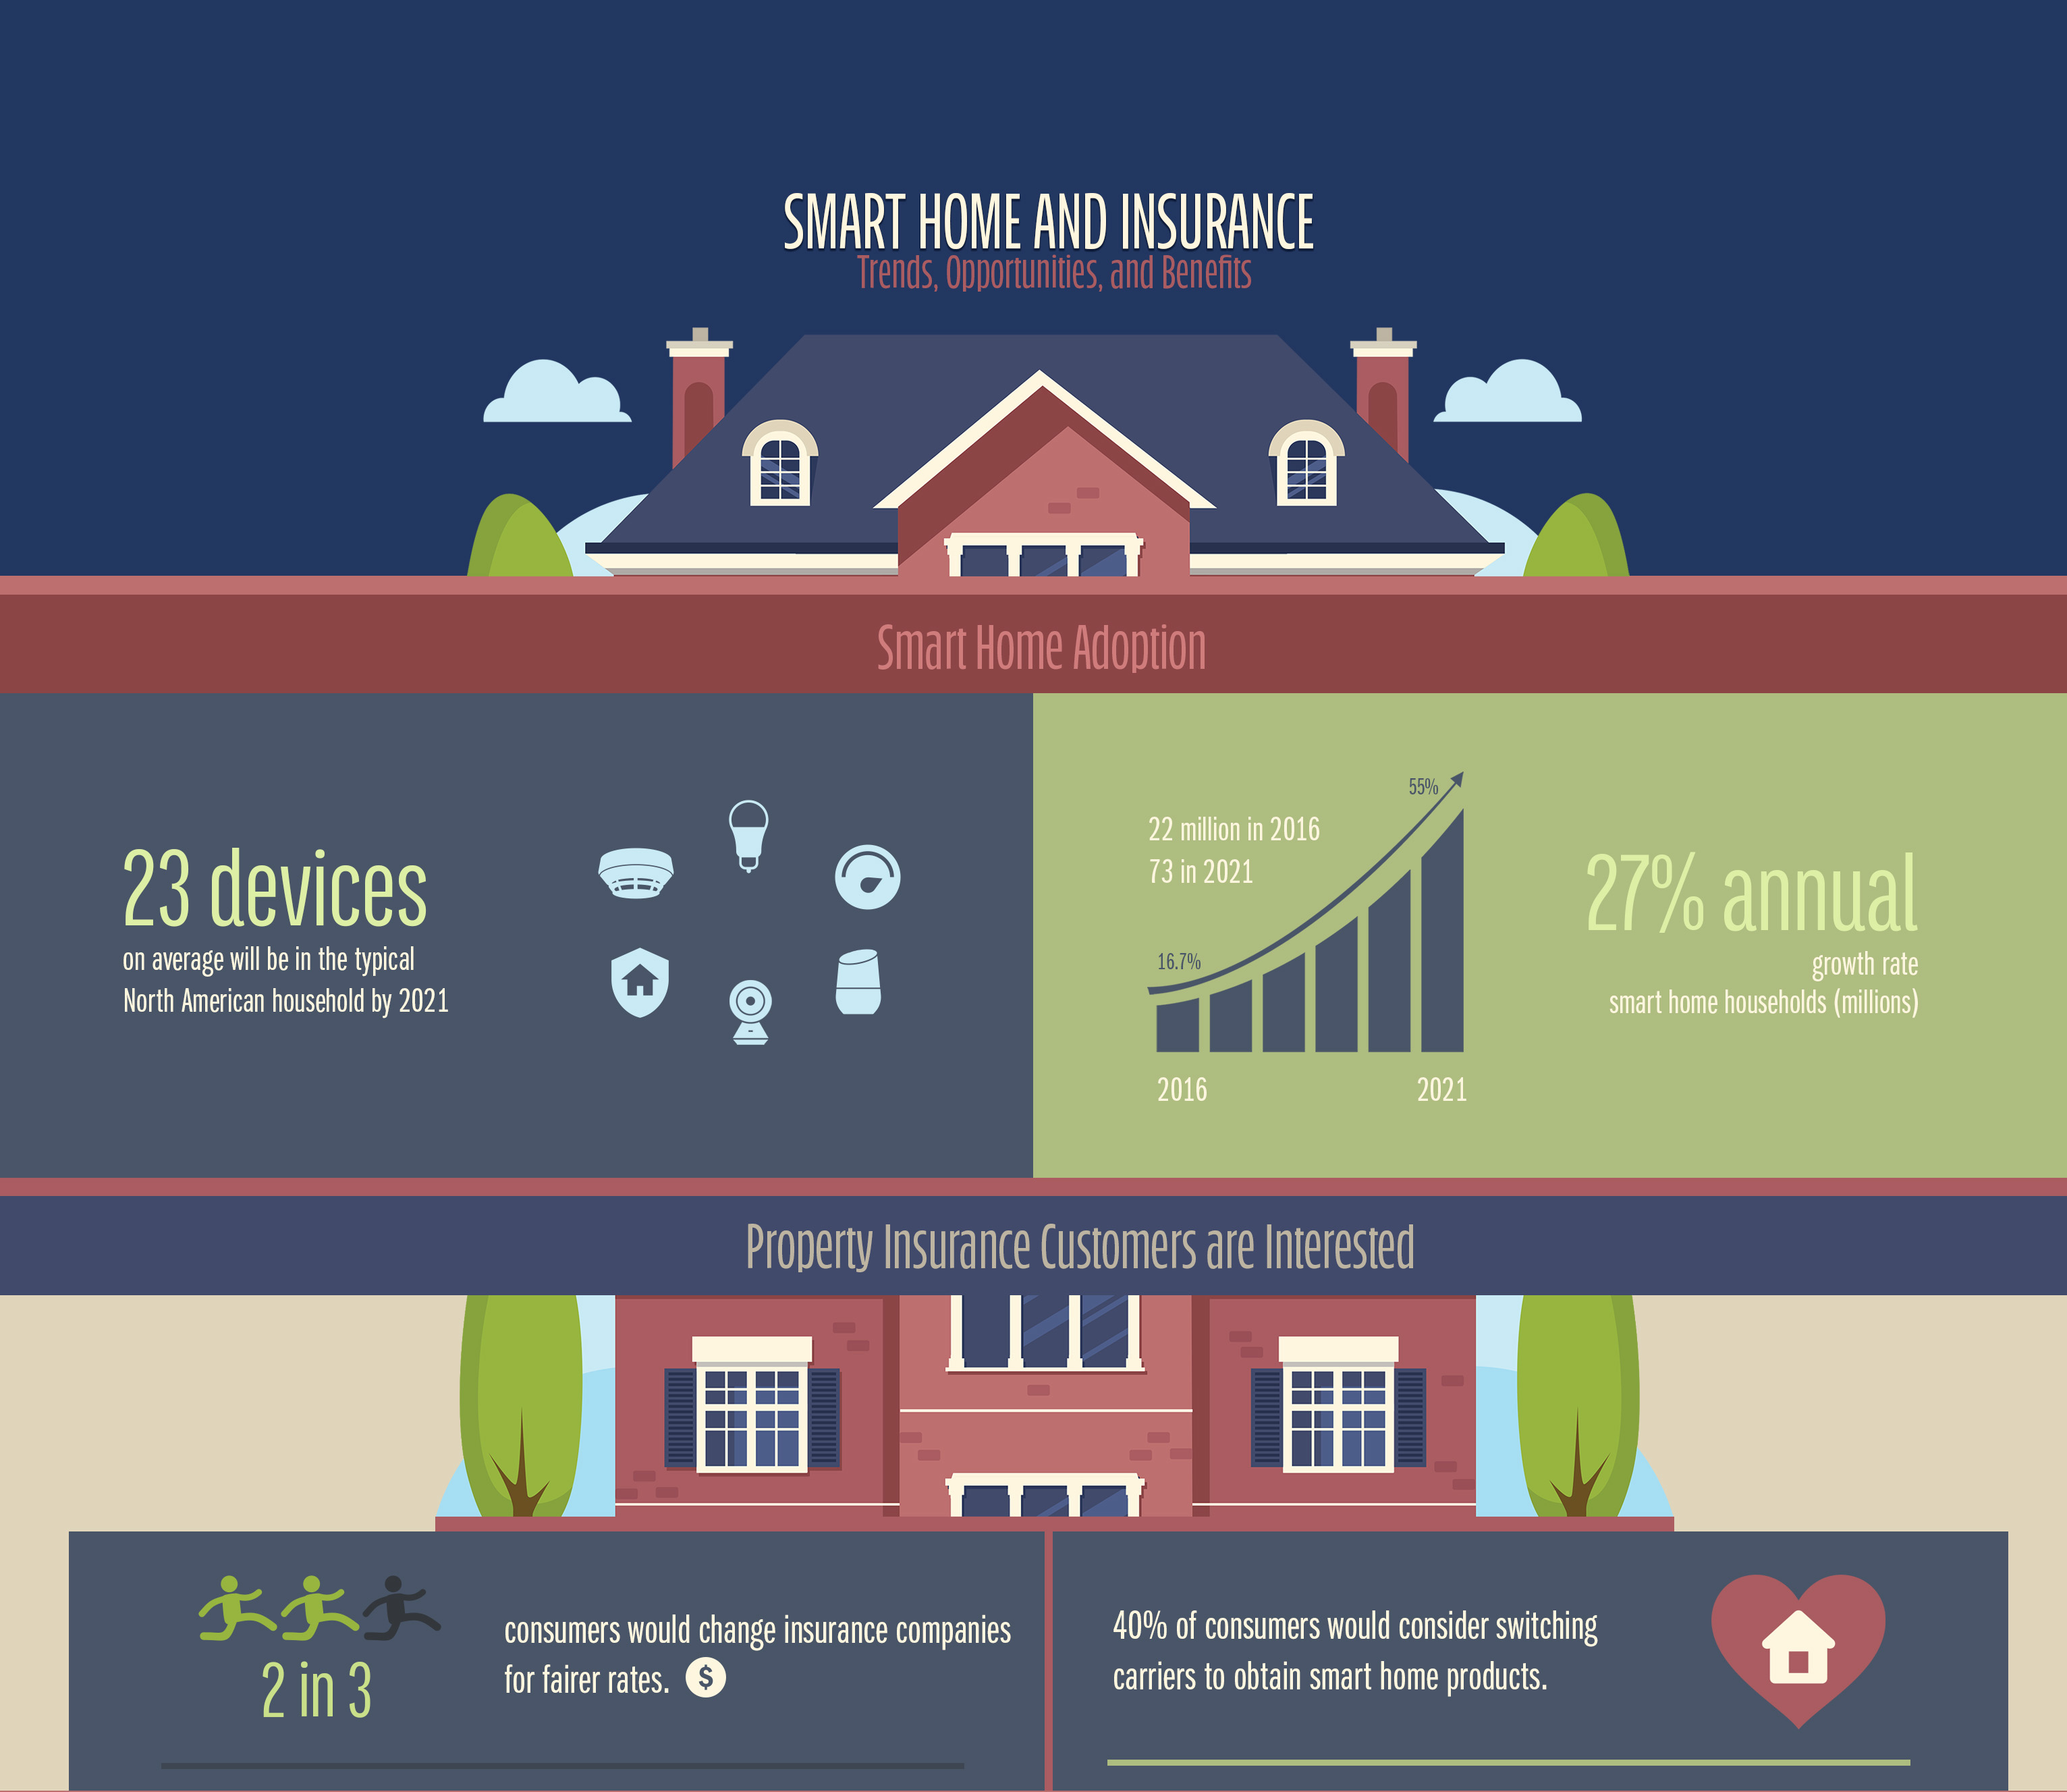 SMART HOME AND INSURANCE
Trends, Opportunities, and Benefits
Smart Home Adoption
23 devices
on average will be in the typical
North American household by 2021
22 million in 2016
73 in 2021
16.7%
55%
2016
2021
27% annual
growth rate
smart home households (millions)
Property Insurance Customers are Interested
2 in 3
consumers would change insurance companies
for fairer rates. $
40% of consumers would consider switching
carriers to obtain smart home products.